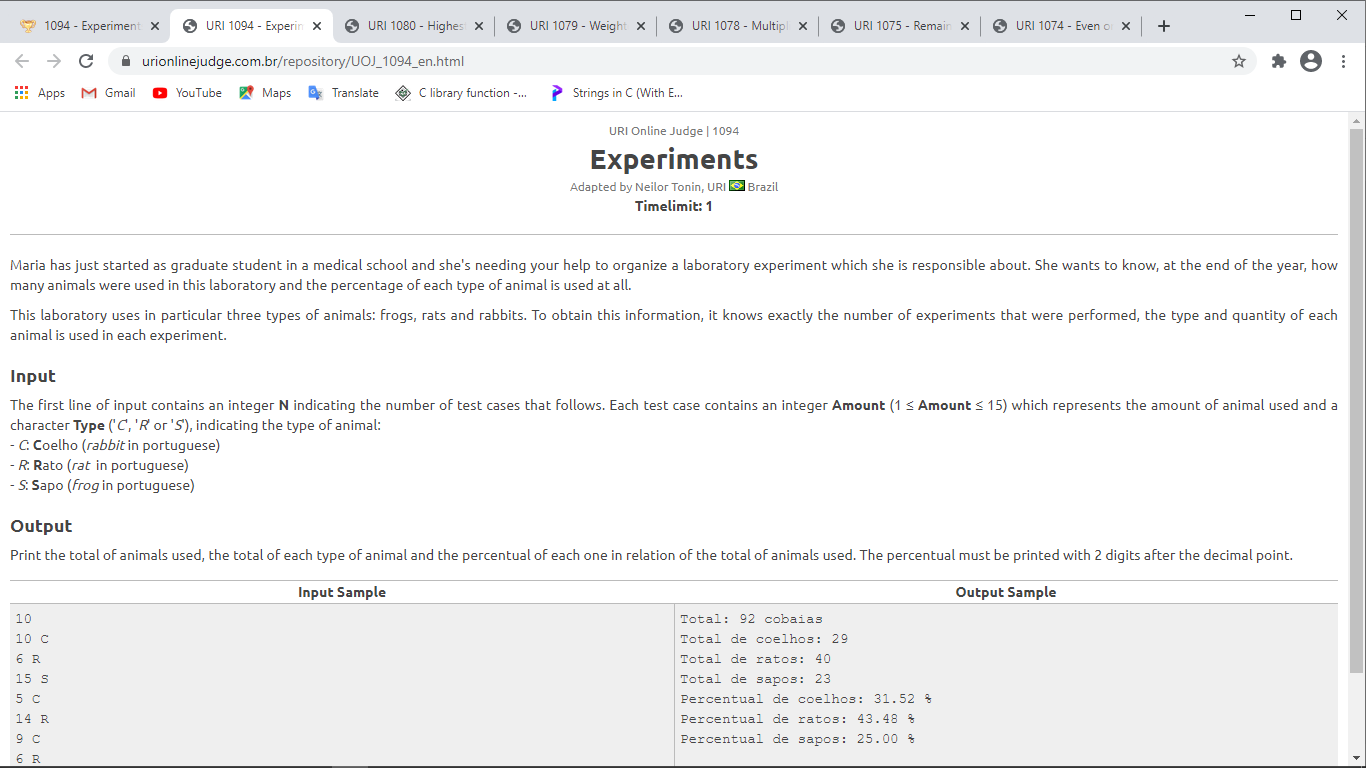 1094 - Experiment
URI 1094 - Experin
URI 1080 - Highes
URI 1079 - Weight
URI 1078 - Multipl
URI 1075 - Remain
URI 1074 - Even o
urionlinejudge.com.br/repository/UOJ_1094_en.html
Apps
Gmail
YouTube
Maps
Translate
C library function -...
Strings in C (With E...
URI Online Judge | 1094
Experiments
Adapted by Neilor Tonin, URI Brazil
Timelimit: 1
Maria has just started as graduate student in a medical school and she's needing your help to organize a laboratory experiment which she is responsible about. She wants to know, at the end of the year, how
many animals were used in this laboratory and the percentage of each type of animal is used at all.
This laboratory uses in particular three types of animals: frogs, rats and rabbits. To obtain this information, it knows exactly the number of experiments that were performed, the type and quantity of each
animal is used in each experiment.
Input
The first line of input contains an integer N indicating the number of test cases that follows. Each test case contains an integer Amount (1 ≤ Amount ≤ 15) which represents the amount of animal used and a
character Type ('C', 'R' or 'S'), indicating the type of animal:
- C: Coelho (rabbit in portuguese)
- R: Rato (rat in portuguese)
- S: Sapo (frog in portuguese)
Output
Print the total of animals used, the total of each type of animal and the percentual of each one in relation of the total of animals used. The percentual must be printed with 2 digits after the decimal point.
Input Sample
10
10 C
6 R
15 S
5 C
14 R
9 C
6 R
Output Sample
Total: 92 cobaias
Total de coelhos: 29
Total de ratos: 40
Total de sapos: 23
Percentual de coelhos: 31.52 %
Percentual de ratos: 43.48 %
Percentual de sapos: 25.00 %